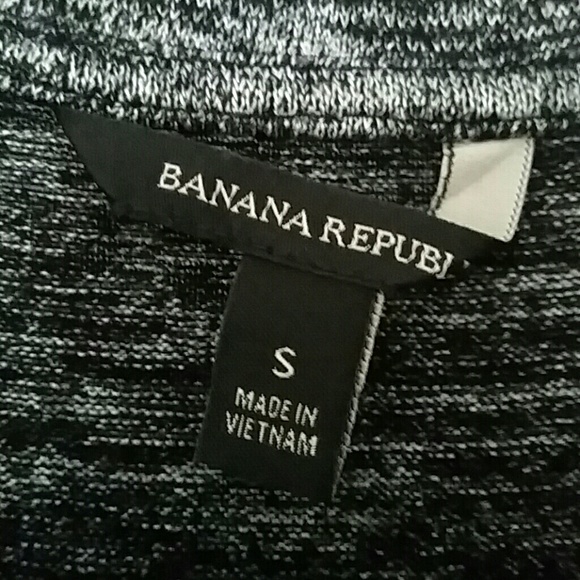 BANANA REPUBL
S
MADE IN
VIETNAM